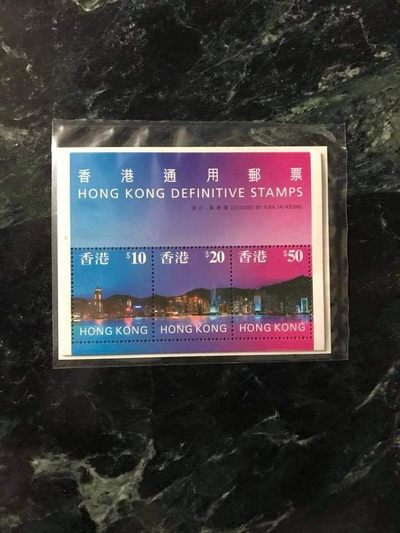 香港通用郵票
HONG KONG DEFINITIVE STAMPS
DESIGNED BY KAN TAI-KEUNG
香港 $10 香港 $20 香港 $50
HONG KONG HONG KONG HONG KONG